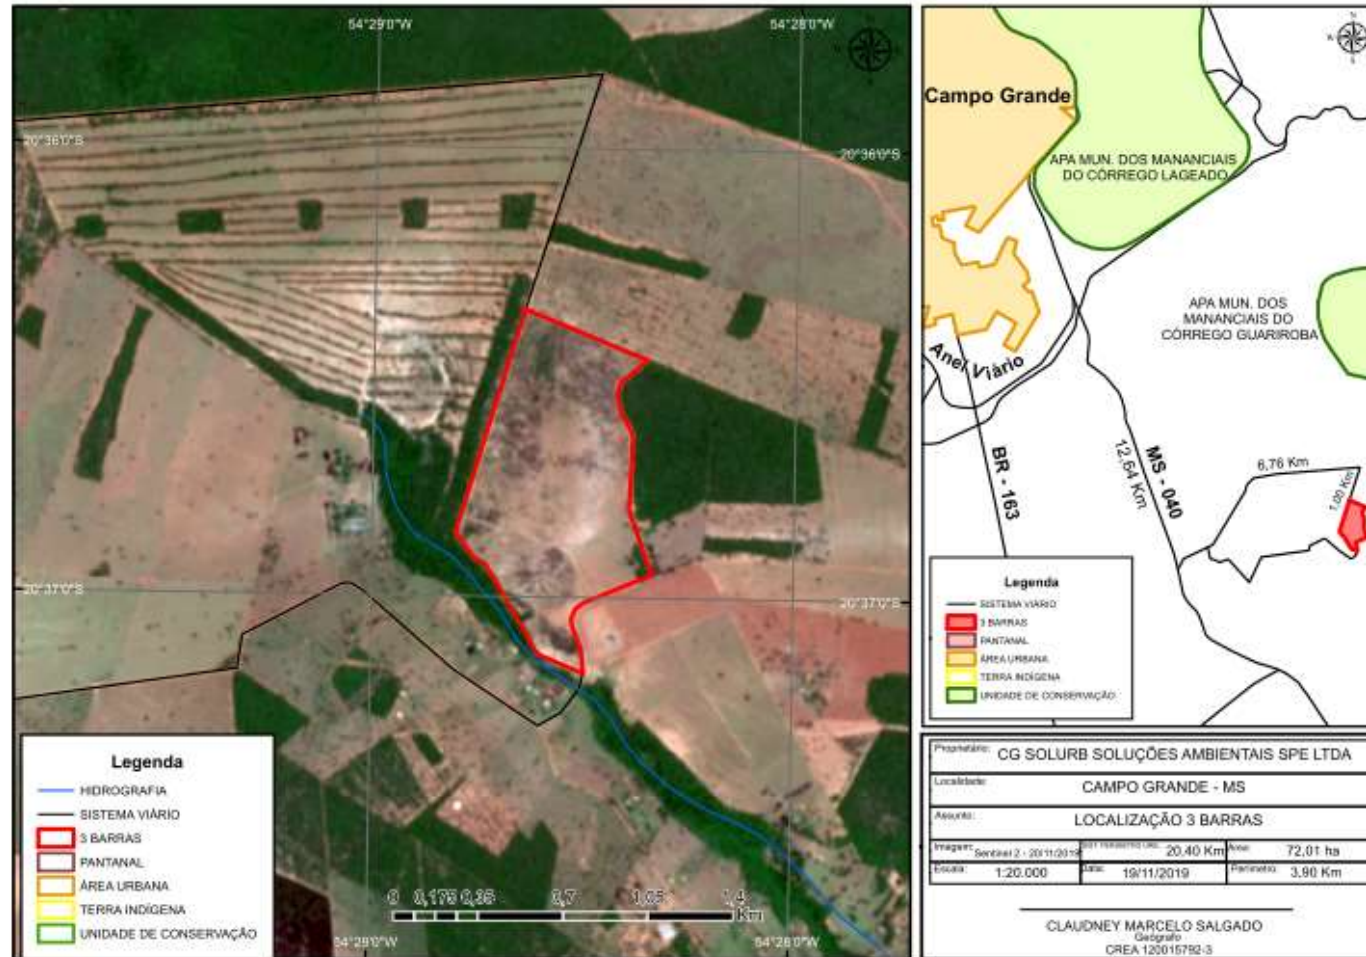 54°29'0"W
54°28'0"W
20°36'0"S
20°36'0"S
20°37'0"S
20°37'0"S
Legenda
HIDROGRAFIA
SISTEMA VIÁRIO
3 BARRAS
PANTANAL
ÁREA URBANA
TERRA INDÍGENA
UNIDADE DE CONSERVAÇÃO
0 0,175 0,35 0,7 1,05 1,4
Km
54°29'0"W
54°28'0"W
Campo Grande
APA MUN. DOS MANANCIAIS
DO CÓRREGO LAGEADO
APA MUN. DOS
MANANCIAIS DO
CÓRREGO GUARIROBA
Anel Viário
BR - 163
MS - 040
12,64 Km
6,76 Km
1,00 Km
Legenda
SISTEMA VIÁRIO
3 BARRAS
PANTANAL
ÁREA URBANA
TERRA INDÍGENA
UNIDADE DE CONSERVAÇÃO
Proprietário: CG SOLURB SOLUÇÕES AMBIENTAIS SPE LTDA
Localidade: CAMPO GRANDE - MS
Assunto: LOCALIZAÇÃO 3 BARRAS
Imagem: Sentinel 2 - 20/11/2019 20,40 Km Área: 72,01 ha
Escala: 1:20.000 Data: 19/11/2019 Perímetro: 3,90 Km
CLAUDNEY MARCELO SALGADO
Geógrafo
CREA 120015792-3